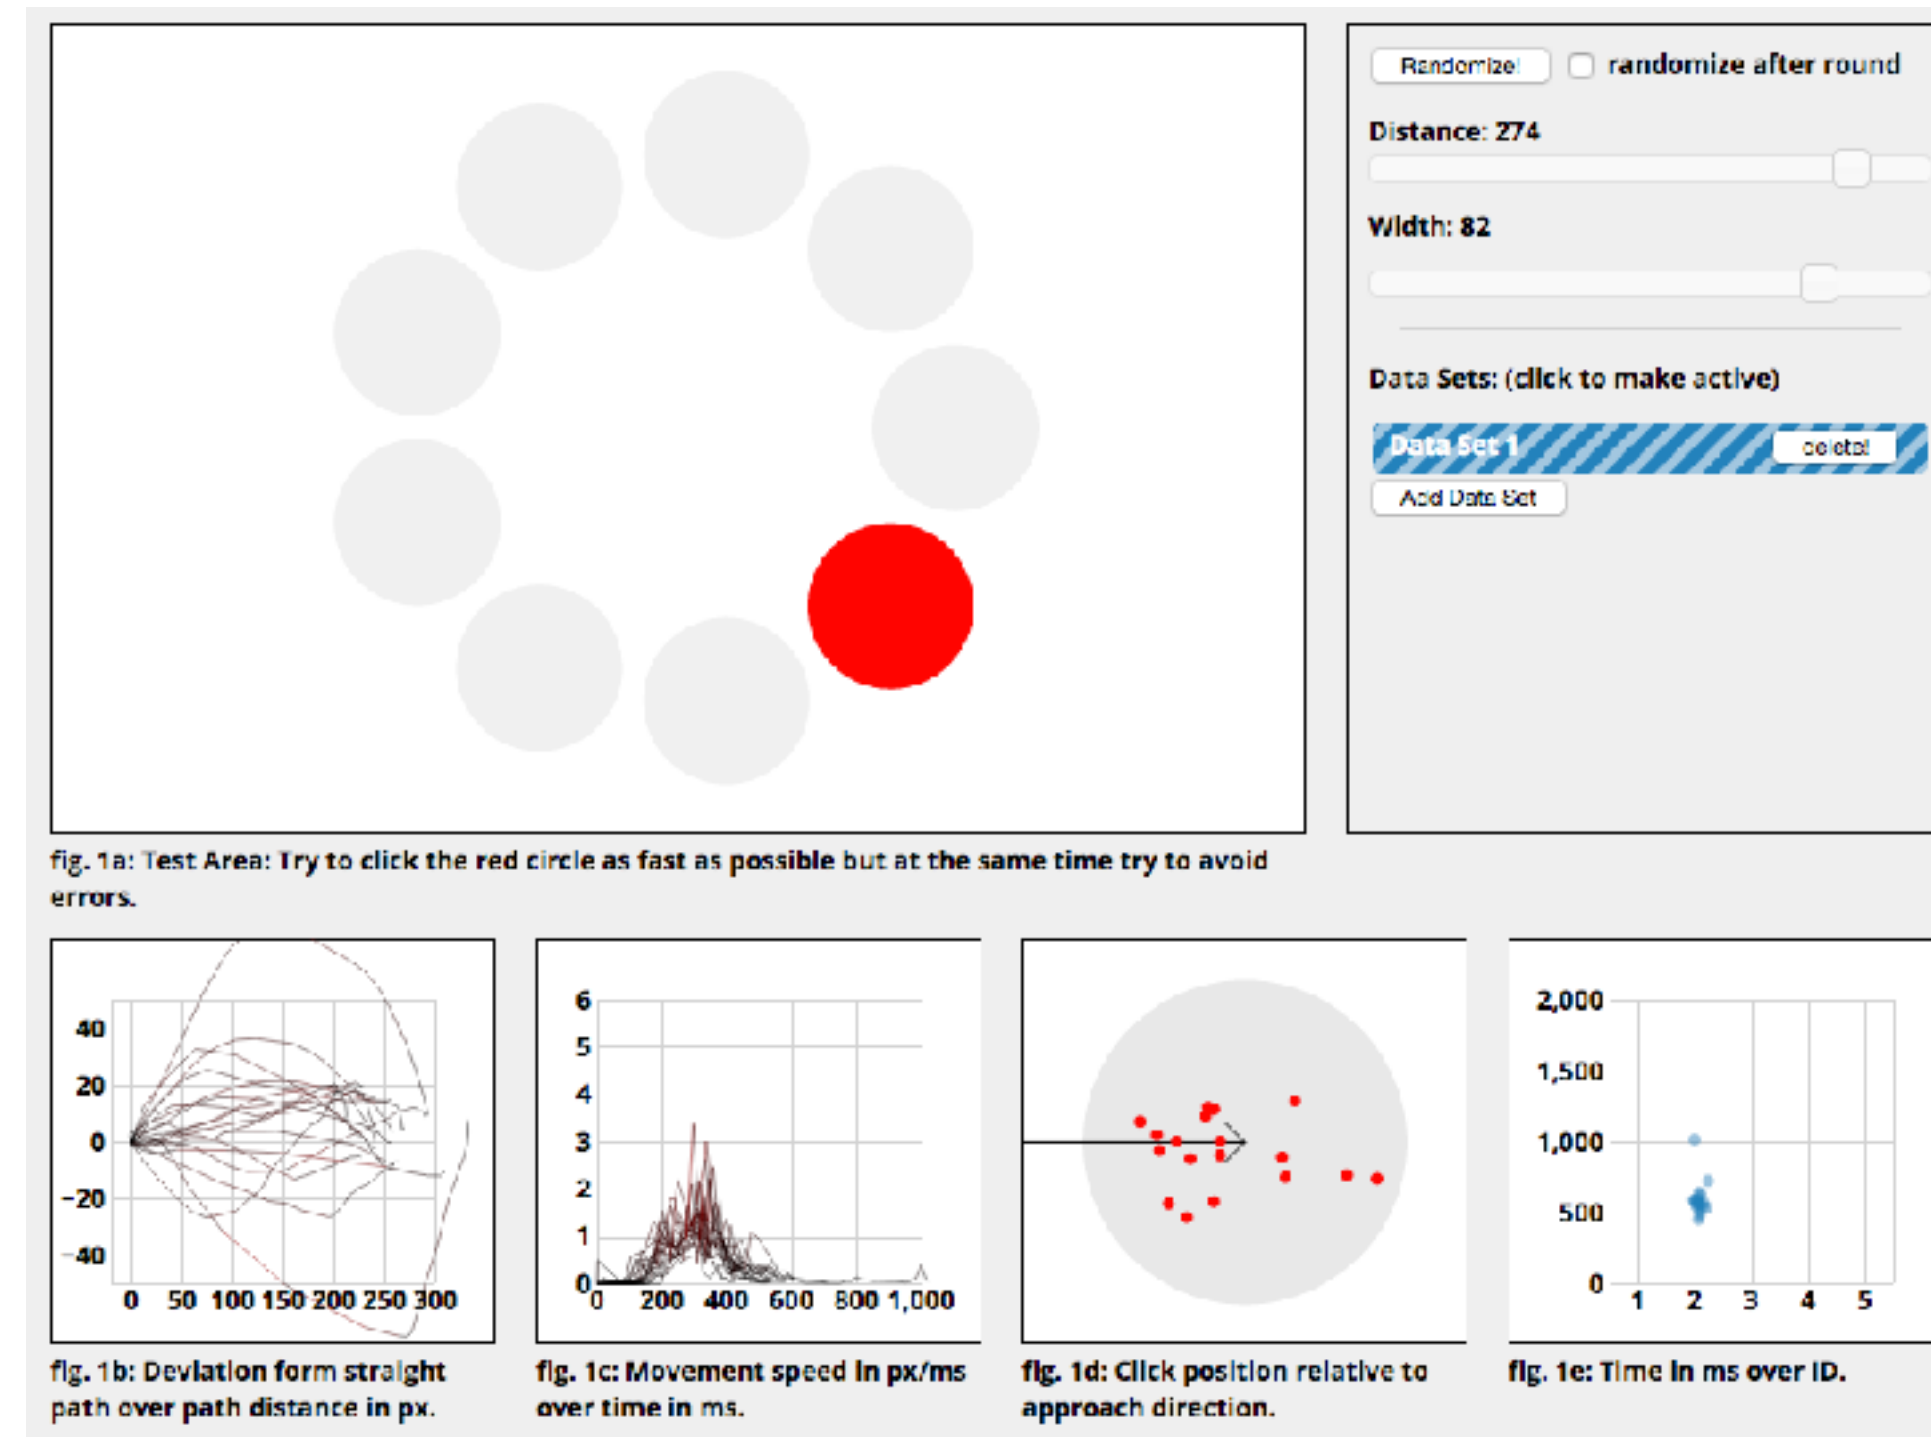 Randomize! randomize after round
Distance: 274
Width: 82
Data Sets: (click to make active)
Data Set 1 delete!
Add Data Set
fig. 1a: Test Area: Try to click the red circle as fast as possible but at the same time try to avoid
errors.
40
20
0
−20
−40
0 50 100 150 200 250 300
6
5
4
3
2
1
0
0 200 400 600 800 1,000
2,000
1,500
1,000
500
0
1 2 3 4 5
fig. 1b: Deviation form straight
path over path distance in px.
fig. 1c: Movement speed in px/ms
over time in ms.
fig. 1d: Click position relative to
approach direction.
fig. 1e: Time in ms over ID.